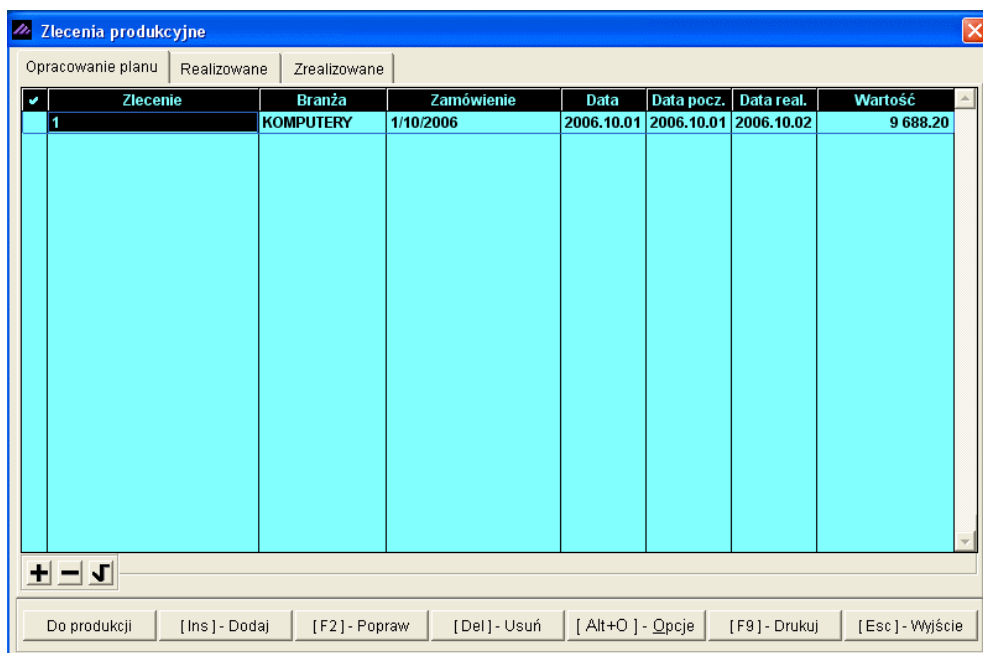 Zlecenia produkcyjne
Opracowanie planu Realizowane Zrealizowane
Zlecenie Branża Zamówienie Data Data pocz. Data real. Wartość
1 KOMPUTERY 1/10/2006 2006.10.01 2006.10.01 2006.10.02 9 688.20
Do produkcji [Ins]- Dodaj [F2]- Popraw [Del]- Usuń [ Alt+O ]- Opcje [F9]- Drukuj [Esc]- Wyjście